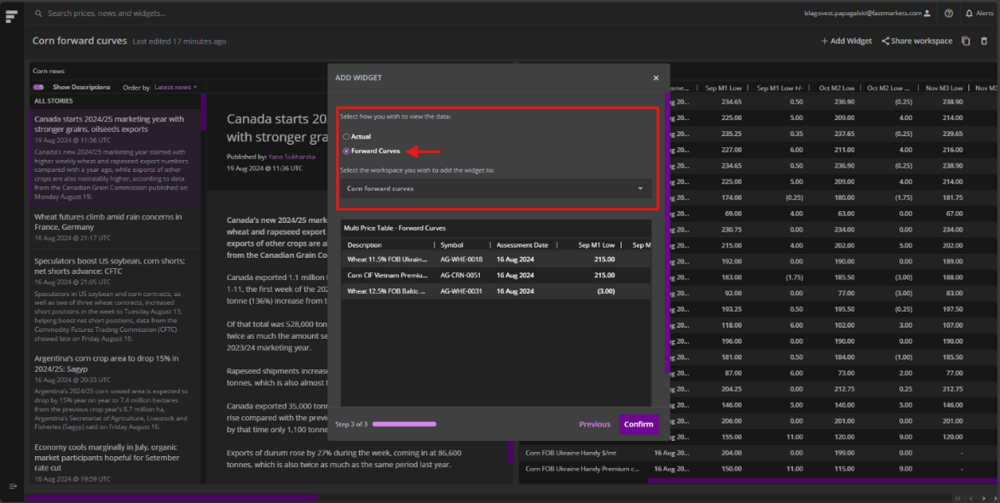 Search prices, news and widgets...
blagovest.papagalski@fastmarkets.com
Alerts
Corn forward curves Last edited 17 minutes ago
+ Add Widget
Share workspace
Corn news
Show Descriptions Order by Latest news
ALL STORIES
Canada starts 2024/25 marketing year with
stronger grains, oilseeds exports
19 Aug 2024 @ 11:36 UTC
Canada's new 2024/25 marketing year started with
higher weekly wheat and rapeseed export numbers
compared with a year ago, while exports of other
crops are also noticeably higher, according to data
from the Canadian Grain Commission published on
Monday August 19.
Wheat futures climb amid rain concerns in
France, Germany
16 Aug 2024 @ 21:17 UTC
Speculators boost US soybean, corn shorts;
net shorts advance: CFTC
16 Aug 2024 @ 21:05 UTC
Speculators in US soybean and corn contracts, as
well as two of three wheat contracts, increased
short positions in the week to Tuesday August 13,
helping boost net short positions, data from the
Commodity Futures Trading Commission (CFTC)
showed late on Friday August 16.
Argentina's corn crop area to drop 15% in
2024/25: Sagyp
16 Aug 2024 @ 20:33 UTC
Argentina's 2024/25 corn sowed area is expected to
drop by 15% year on year to 7.4 million hectares
from the previous crop year's 8.7 million ha,
Argentina's Secretariat of Agriculture, Livestock and
Fisheries (Sagyp) said on Friday August 16.
Economy cools marginally in July, organic
market participants hopeful for Setember
rate cut
16 Aug 2024 @ 19:59 UTC
Canada starts 20
with stronger gra
Published by: Yana Sukharska
19 Aug 2024 @ 11:36 UTC
Canada's new 2024/25 mark
wheat and rapeseed export
exports of other crops are al
from the Canadian Grain Co
Canada exported 1.1 million t
1-11, the first week of the 202
tonne (136%) increase from t
Of that total was 528,000 ton
twice as much the amount se
2023/24 marketing year.
Rapeseed shipments increase
tonnes, which is also almost t
Canada exported 35,000 tonn
rise compared with the previo
by that time only 1,100 tonne
Exports of durum rose by 27% during the week, coming in at 86,600
tonnes, which is also twice as much as the same period last year.
ADD WIDGET
Select how you wish to view the data:
Actual
Forward Curves
Select the workspace you wish to add the widget to:
Corn forward curves
Multi Price Table - Forward Curves
Description Symbol Assessment Date Sep M1 Low Sep M
Wheat 11.5% FOB Ukrain... AG-WHE-0018 16 Aug 2024 215.00
Corn CIF Vietnam Premiu... AG-CRN-0051 16 Aug 2024 215.00
Wheat 12.5% FOB Baltic ... AG-WHE-0031 16 Aug 2024 (3.00)
Step 3 of 3
Previous
Confirm
sme... Sep M1 Low Sep M1 Low +/- Oct M2 Low Oct M2 Low ... Nov M3 Low Nov M3
g 20... 234.65 0.50 236.90 (0.25) 238.90
g 20... 225.00 5.00 209.00 4.00 214.00
g 20... 235.25 0.35 237.65 (0.25) 239.65
g 20... 227.00 6.00 211.00 4.00 216.00
g 20... 234.65 0.50 236.90 (0.25) 238.90
g 20... 225.00 5.00 209.00 4.00 214.00
g 20... 174.00 (0.25) 180.00 (1.75) 181.75
g 20... 69.00 4.00 63.00 0.00 67.00
g 20... 230.75 0.00 234.00 0.00 234.00
g 20... 215.00 4.00 202.00 5.00 202.00
g 20... 192.00 0.00 190.00 0.00 189.00
g 20... 183.00 (1.75) 185.50 (3.00) 188.00
g 20... 92.00 0.00 77.00 (3.00) 83.00
g 20... 193.25 0.50 195.50 (0.25) 197.50
g 20... 118.00 6.00 102.00 3.00 107.00
g 20... 196.00 0.00 190.00 0.00 190.00
g 20... 181.00 0.50 184.00 (1.00) 185.50
g 20... 87.00 6.00 73.00 2.00 77.00
g 20... 204.25 0.00 212.75 0.25 212.75
g 20... 146.00 5.00 146.00 5.00 146.00
g 20... 206.00 0.00 201.00 0.00 201.00
g 20... 155.00 11.00 120.00 9.00 120.00
Corn FOB Ukraine Handy $/mt 16 Aug 20... 204.00 0.00 199.00 0.00 -
Corn FOB Ukraine Handy Premium c... 16 Aug 20... 150.00 11.00 115.00 9.00 -